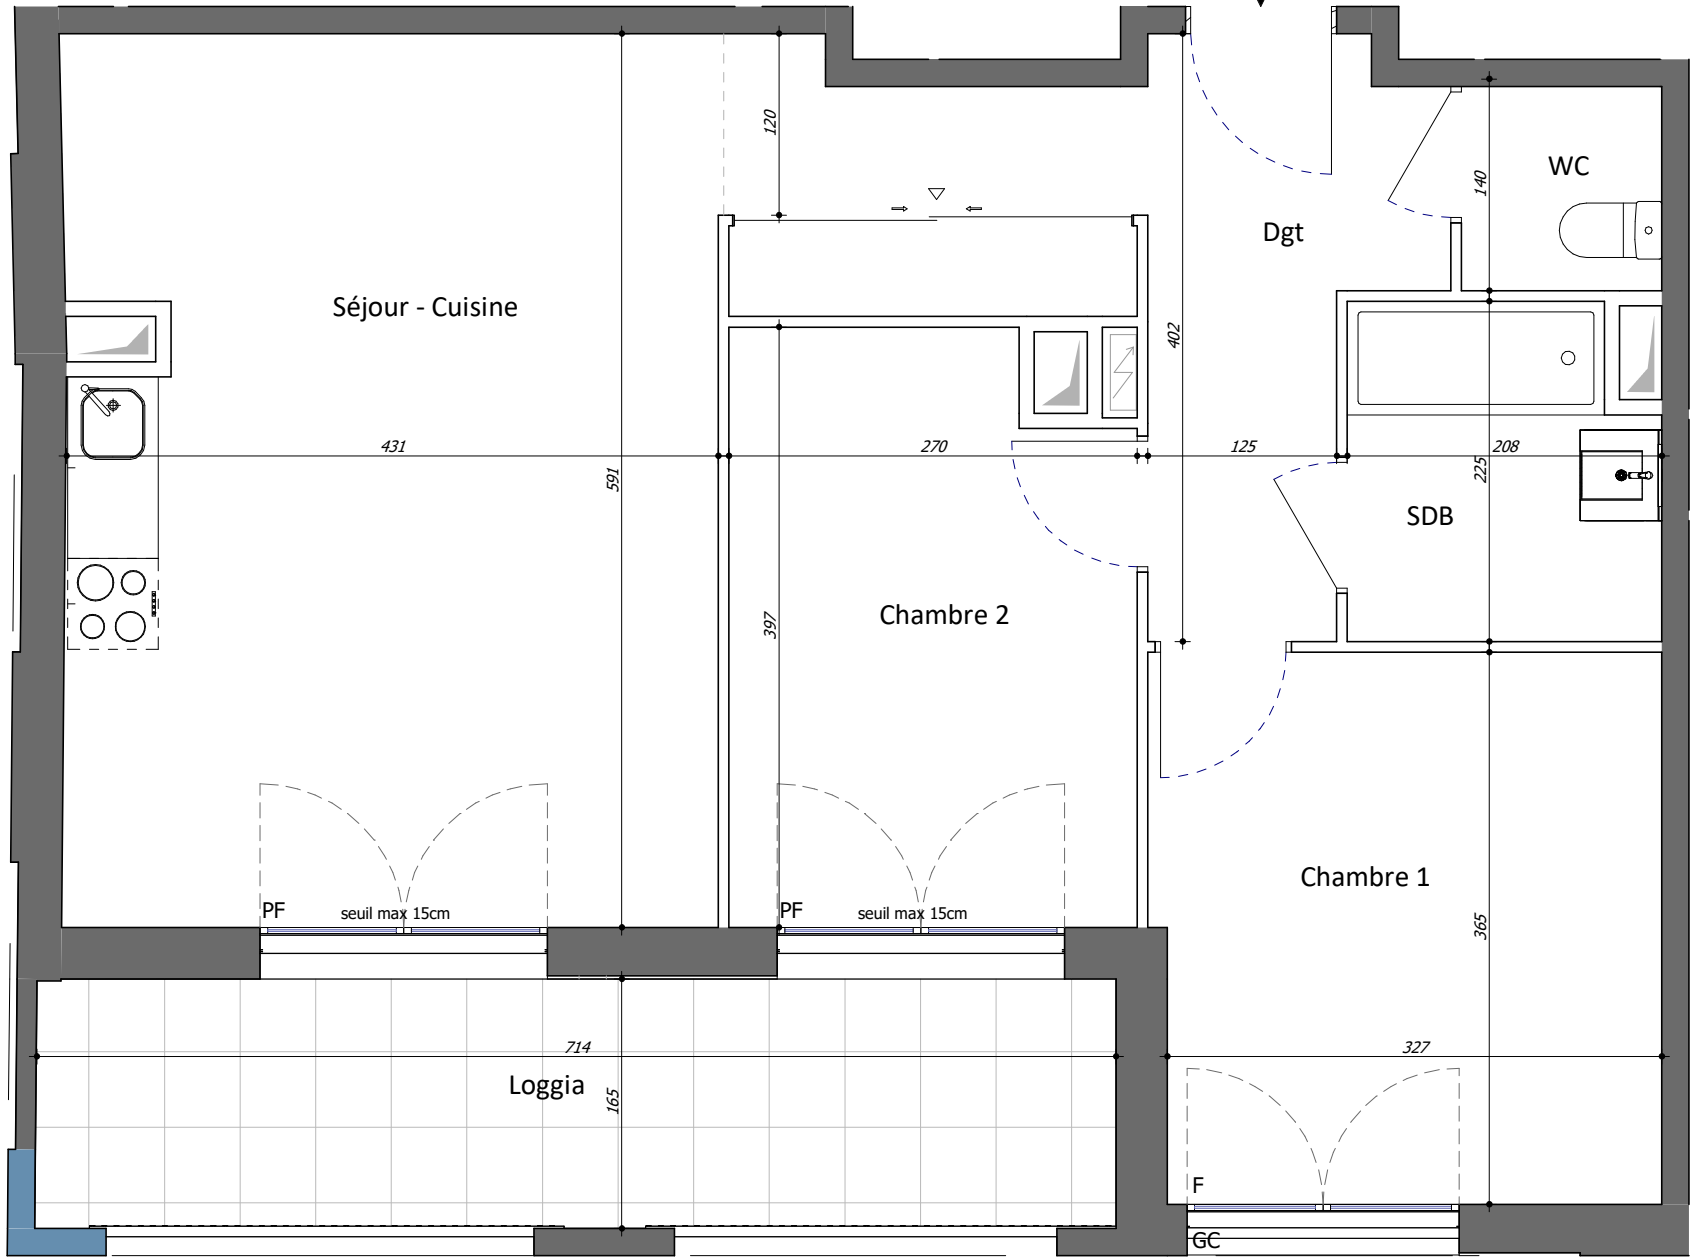 120
WC
140
Dgt
Séjour - Cuisine
402
431
270
125
208
591
225
SDB
Chambre 2
397
Chambre 1
PF
seuil max 15cm
PF
seuil max 15cm
365
714
327
Loggia
165
F
GC